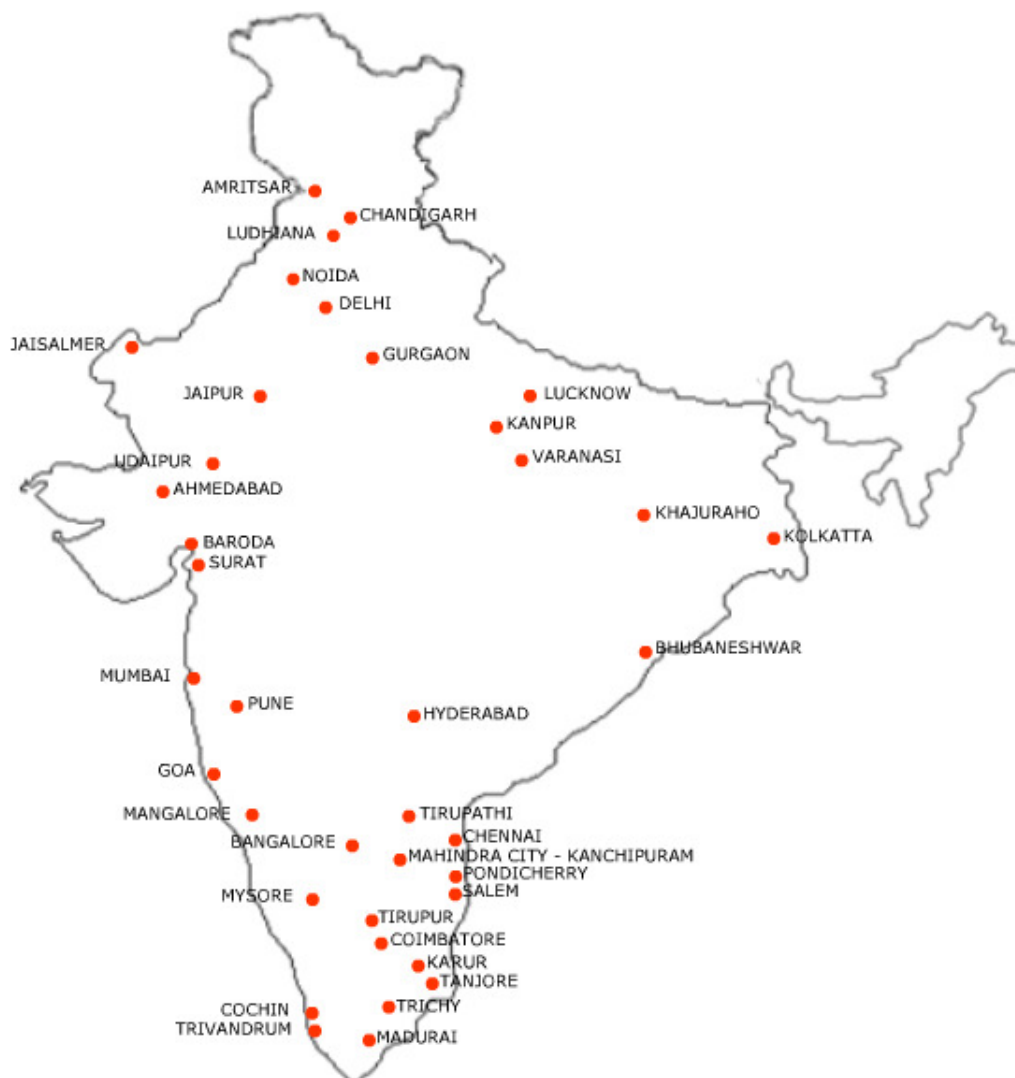 AMRITSAR
CHANDIGARH
LUDHIANA
NOIDA
DELHI
JAISALMER
GURGAON
JAIPUR
LUCKNOW
KANPUR
UDAIPUR
VARANASI
AHMEDABAD
KHAJURAHO
KOLKATTA
BARODA
SURAT
BHUBANESHWAR
MUMBAI
PUNE
HYDERABAD
GOA
MANGALORE
TIRUPATHI
CHENNAI
BANGALORE
MAHINDRA CITY - KANCHIPURAM
PONDICHERRY
SALEM
MYSORE
TIRUPUR
COIMBATORE
KARUR
TANJORE
TRICHY
COCHIN
TRIVANDRUM
MADURAI